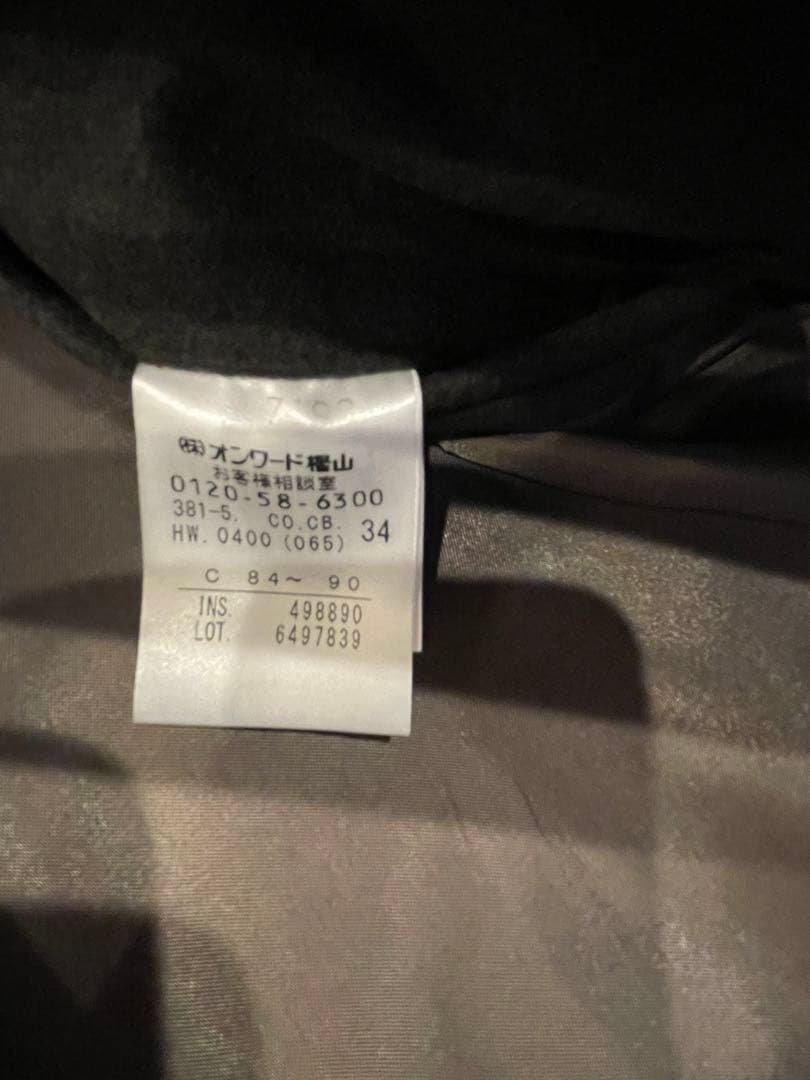 ㈱オンワード樫山
お客様相談室
0120-58-6300
381-5. CO.CB. 34
HW. 0400 (065)
C 84～ 90
INS. 498890
LOT. 6497839